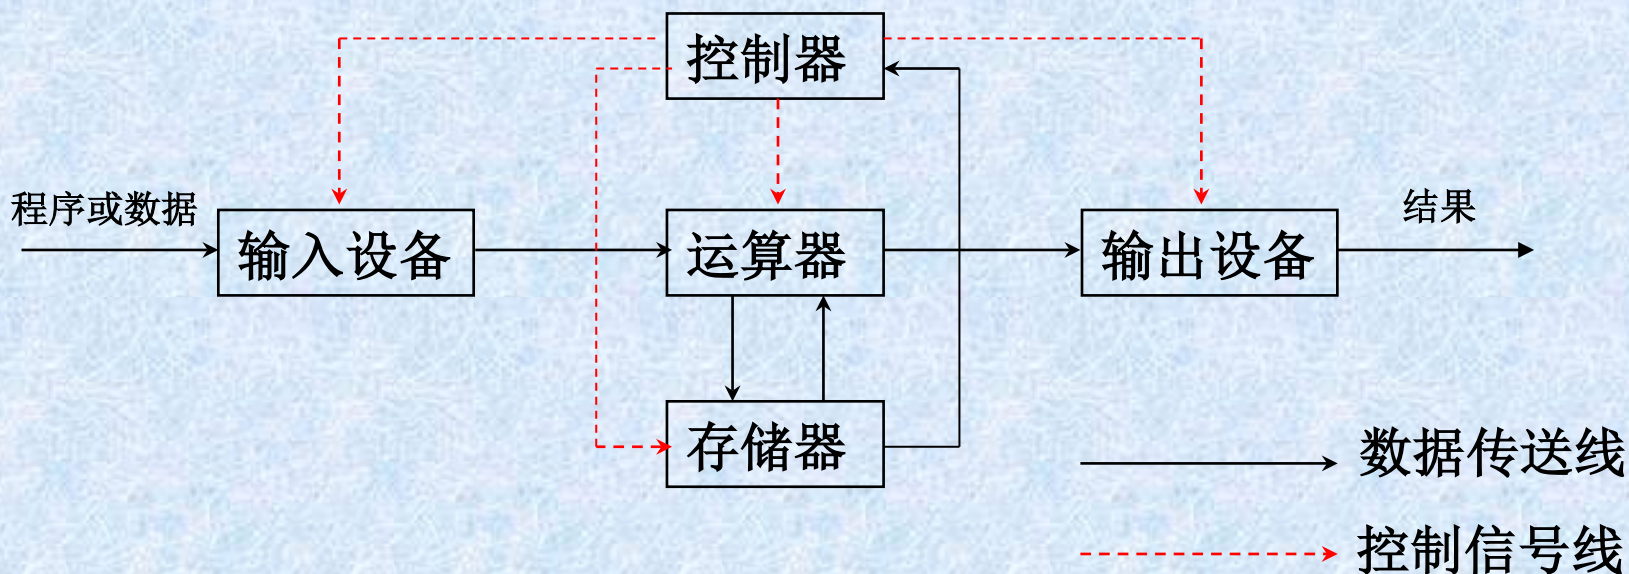 控制器
程序或数据
输入设备
运算器
输出设备
结果
存储器
数据传送线
控制信号线